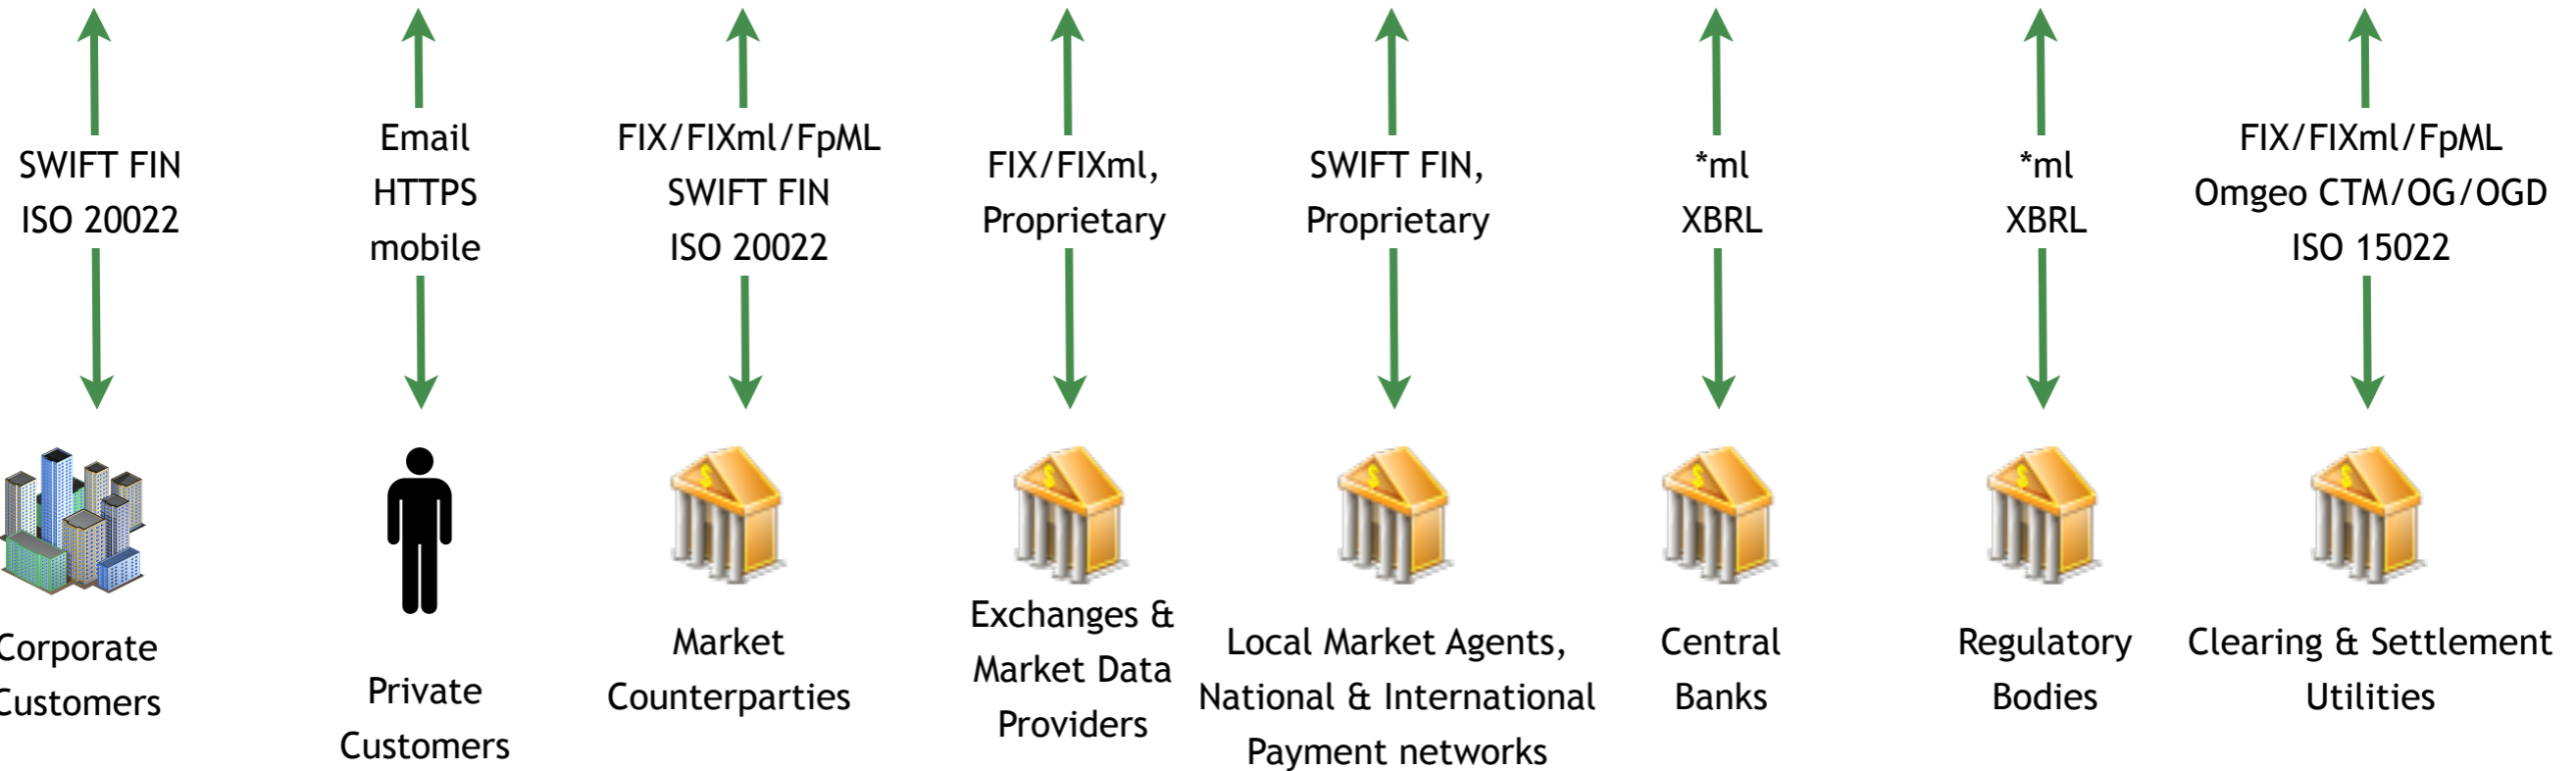 SWIFT FIN
ISO 20022
Email
HTTPS
mobile
FIX/FIXml/FpML
SWIFT FIN
ISO 20022
FIX/FIXml,
Proprietary
SWIFT FIN,
Proprietary
*ml
XBRL
*ml
XBRL
FIX/FIXml/FpML
Omgeo CTM/OG/OGD
ISO 15022
Corporate
Customers
Private
Customers
Market
Counterparties
Exchanges &
Market Data
Providers
Local Market Agents,
National & International
Payment networks
Central
Banks
Regulatory
Bodies
Clearing & Settlement
Utilities